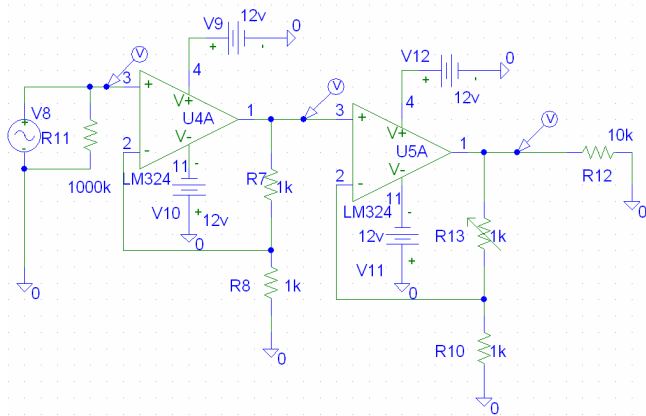 V9 12v 0
+ -
V12 0
+ -
12v
V V V
3 + 4
V+
1
U4A
V8
+
-
R11
1000k
2 -
V-
11 -
LM324
V10
+ 12v
0
R7
1k
R8 1k
0
0
3 + 4
V+
1
U5A
2 -
V-
11
LM324
-
12v
+
V11
0
10k
R12
0
R13 1k
R10 1k
0